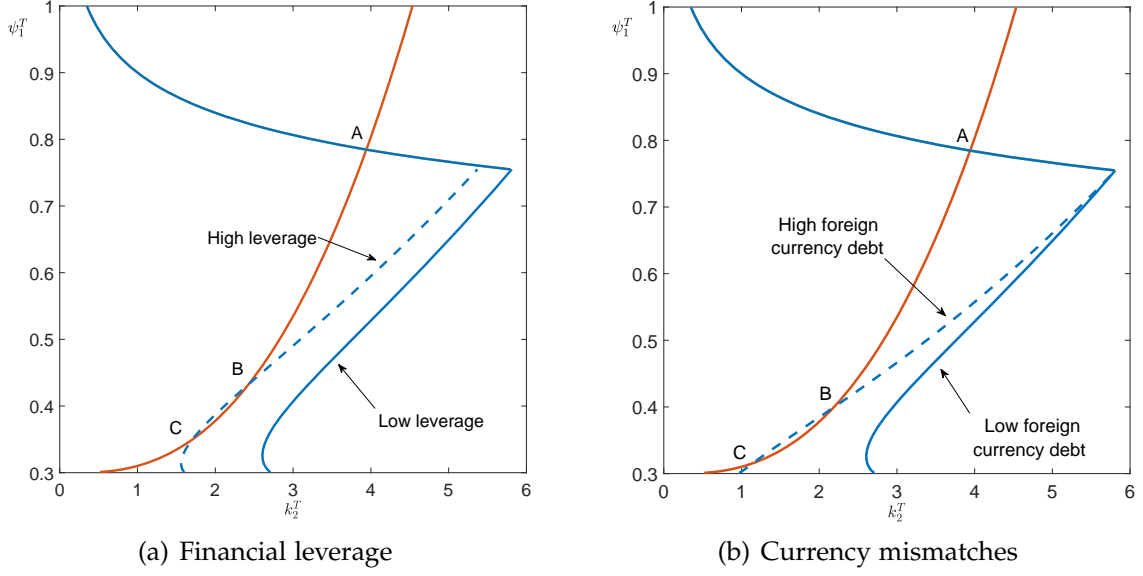 1
ψ₁ᵀ
0.9
0.8
0.7
0.6
0.5
0.4
0.3
A
High leverage
B
C
Low leverage
0 1 2 3 4 5 6
k₂ᵀ
(a) Financial leverage
1
ψ₁ᵀ
0.9
0.8
0.7
0.6
0.5
0.4
0.3
A
High foreign
currency debt
B
C
Low foreign
currency debt
0 1 2 3 4 5 6
k₂ᵀ
(b) Currency mismatches